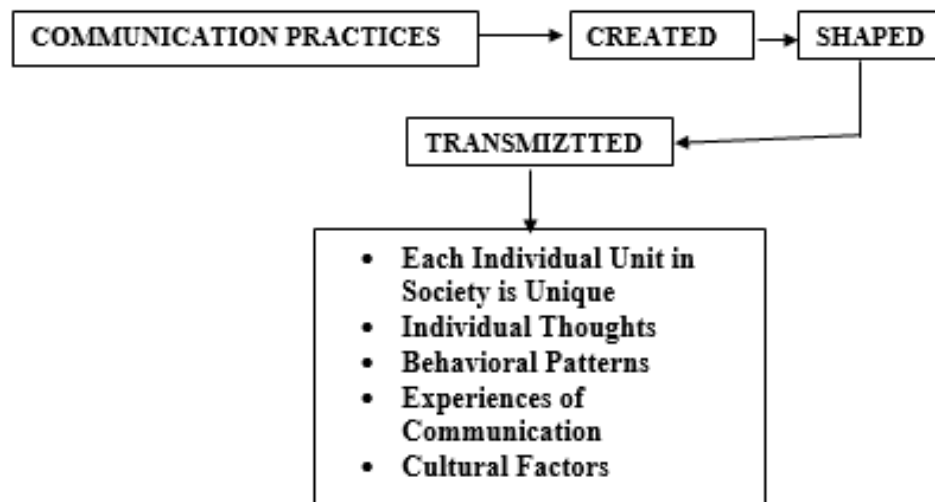 COMMUNICATION PRACTICES
CREATED
SHAPED
TRANSMIZTTED
• Each Individual Unit in
Society is Unique
• Individual Thoughts
• Behavioral Patterns
• Experiences of
Communication
• Cultural Factors